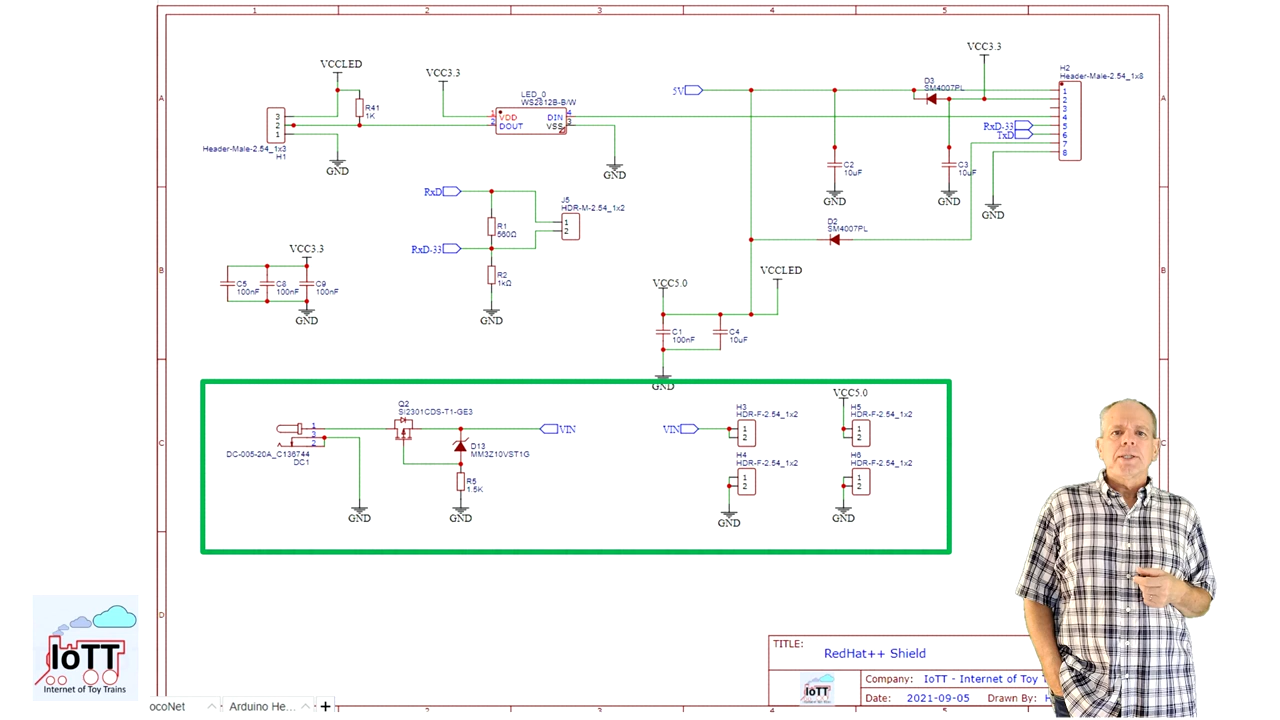 1 2 3 4 5
A A
VCCLED
R41
1K
3
2
1
Header-Male-2.54_1x3
H1
GND
VCC3.3
LED_0
WS2812B-B/W
1 VDD DIN 4
2 DOUT VSS 3
GND
5V
D3
SM4007PL
VCC3.3
H2
Header-Male-2.54_1x8
1
2
3
4
5
6
7
8
RxD-33
TxD
C2
10uF
GND
C3
10uF
GND
GND
D2
SM4007PL
RxD
RxD-33
R1
560Ω
R2
1kΩ
GND
J5
HDR-M-2.54_1x2
1
2
B B
VCC3.3
C5
100nF
C8
100nF
C9
100nF
GND
VCC5.0
VCCLED
C1
100nF
C4
10uF
GND
C C
1
3
2
DC-005-20A_C136744
DC1
GND
Q2
SI2301CDS-T1-GE3
D13
MM3Z10VST1G
R5
1.5K
GND
VIN
VIN
H3
HDR-F-2.54_1x2
1
2
H4
HDR-F-2.54_1x2
1
2
GND
VCC5.0
H5
HDR-F-2.54_1x2
1
2
H6
HDR-F-2.54_1x2
1
2
GND
D
TITLE:
RedHat++ Shield
IoTT
Company: IoTT - Internet of Toy T
Date: 2021-09-05 Drawn By: H
2 3 4 5
IoTT
Internet of Toy Trains
ocoNet Arduino He... +